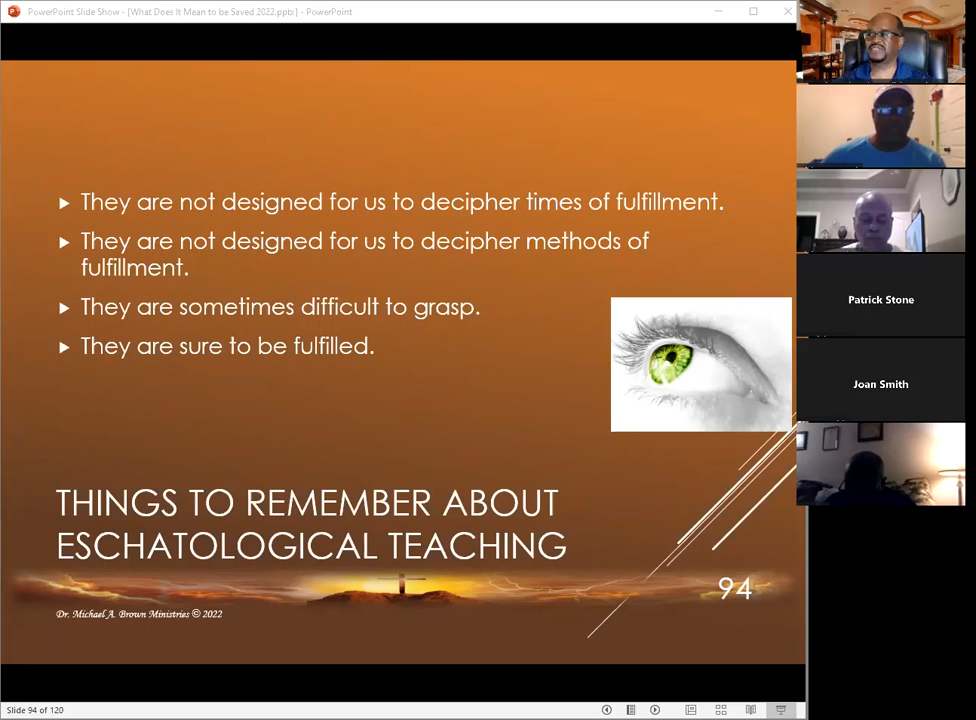 PowerPoint Slide Show - [What Does It Mean to be Saved 2022.ppb:] - PowerPoint
They are not designed for us to decipher times of fulfillment.
They are not designed for us to decipher methods of
fulfillment.
They are sometimes difficult to grasp.
They are sure to be fulfilled.
THINGS TO REMEMBER ABOUT
ESCHATOLOGICAL TEACHING
94
Dr. Michael A. Brown Ministries © 2022
Slide 94 of 120
Patrick Stone
Joan Smith